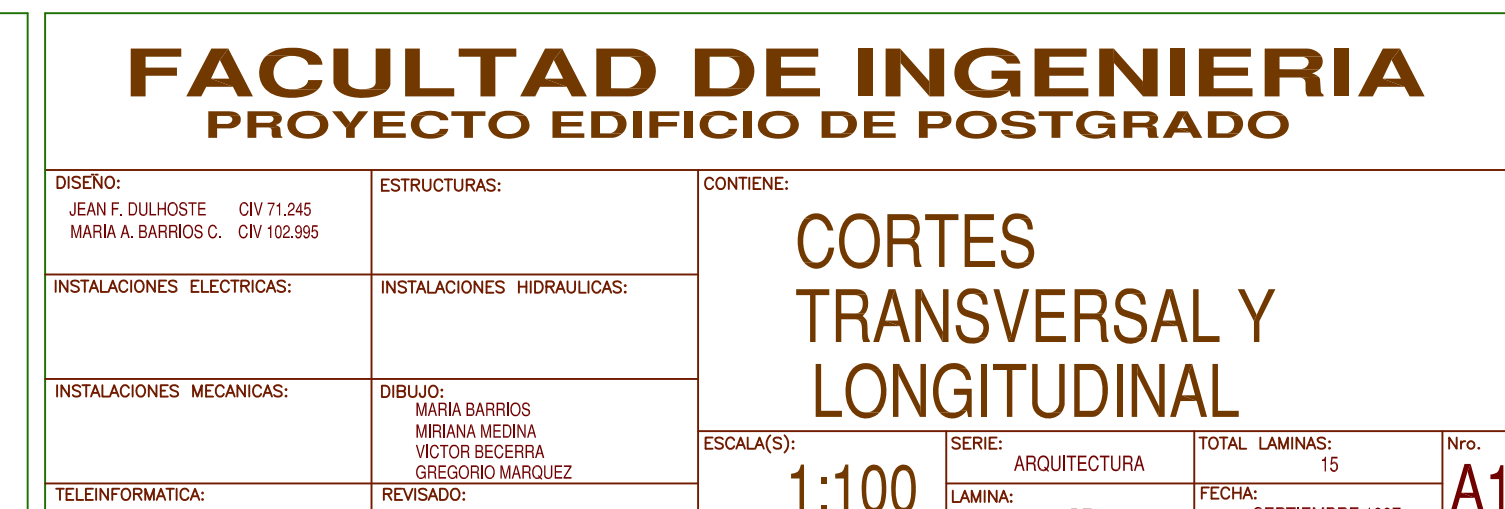 FACULTAD DE INGENIERIA
PROYECTO EDIFICIO DE POSTGRADO
DISEÑO:
JEAN F. DULHOSTE CIV 71.245
MARIA A. BARRIOS C. CIV 102.995
ESTRUCTURAS:
CONTIENE:
CORTES
TRANSVERSAL Y
LONGITUDINAL
INSTALACIONES ELECTRICAS:
INSTALACIONES HIDRAULICAS:
INSTALACIONES MECANICAS:
DIBUJO:
MARIA BARRIOS
MIRIANA MEDINA
VICTOR BECERRA
GREGORIO MARQUEZ
ESCALA(S):
1:100
SERIE:
ARQUITECTURA
TOTAL LAMINAS:
15
Nro.
TELEINFORMATICA:
REVISADO:
LAMINA:
FECHA: